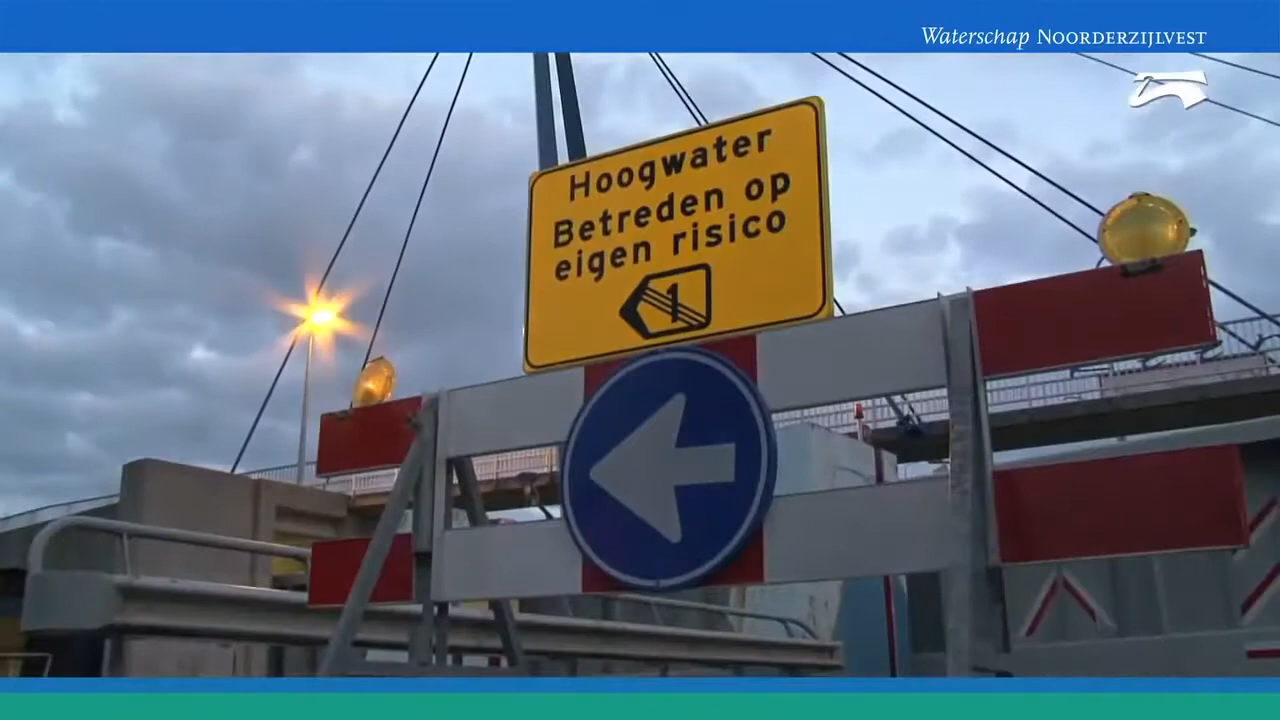 Waterschap NOORDERZIJLVEST
Hoogwater
Betreden op
eigen risico
1